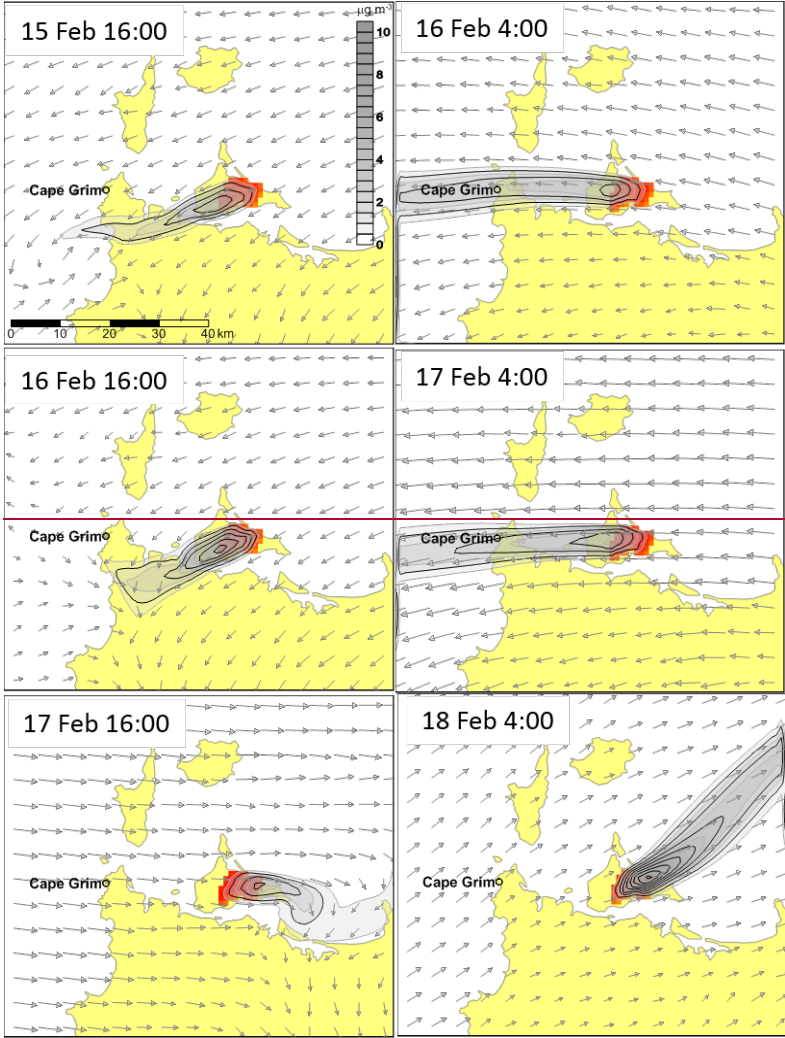 15 Feb 16:00
µg m⁻³
10
8
6
4
2
0
Cape Grim
0 10 20 30 40 km
16 Feb 4:00
Cape Grim
16 Feb 16:00
Cape Grim
17 Feb 4:00
Cape Grim
17 Feb 16:00
Cape Grim
18 Feb 4:00
Cape Grim